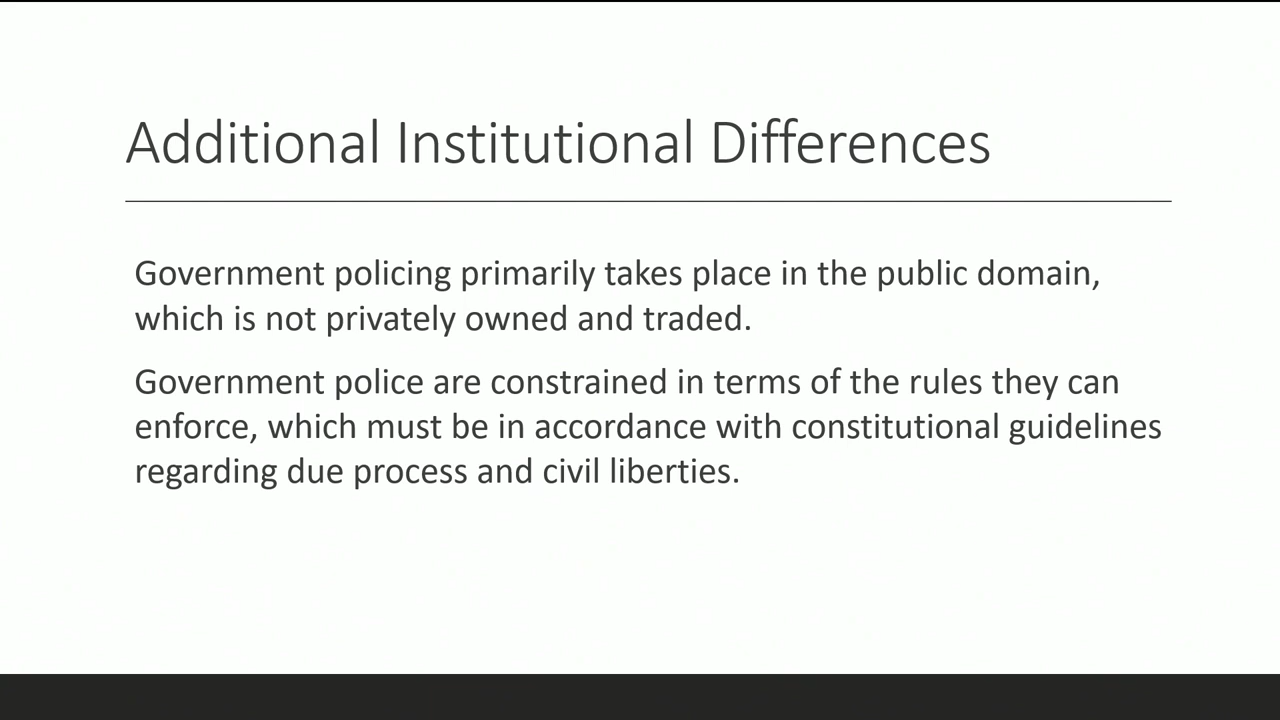 Additional Institutional Differences
Government policing primarily takes place in the public domain,
which is not privately owned and traded.
Government police are constrained in terms of the rules they can
enforce, which must be in accordance with constitutional guidelines
regarding due process and civil liberties.